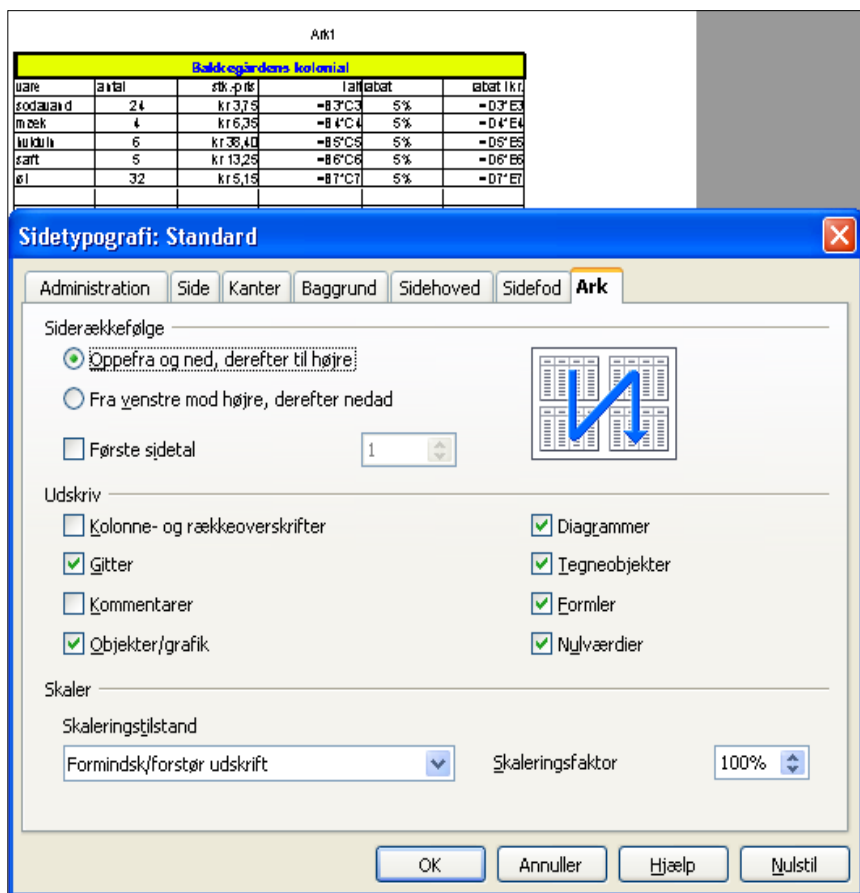 Ark1
Bakkegårdens kolonial
vare antal stk.-pris I alt rabat rabat I kr.
sodavand 24 kr 3,75 =B3*C3 5% =D3*E3
4 kr 6,35 =B4*C4 5% =D4*E4
6 kr 38,40 =B5*C5 5% =D5*E5
saft 5 kr 13,25 =B6*C6 5% =D6*E6
øl 32 kr 5,15 =B7*C7 5% =D7*E7
Sidetypografi: Standard
Administration Side Kanter Baggrund Sidehoved Sidefod Ark
Siderækkefølge
Oppefra og ned, derefter til højre
Fra venstre mod højre, derefter nedad
Første sidetal 1
Udskriv
Kolonne- og rækkeoverskrifter Diagrammer
Gitter Tegneobjekter
Kommentarer Formler
Objekter/grafik Nulværdier
Skaler
Skaleringstilstand
Formindsk/forstør udskrift Skaleringsfaktor 100%
OK Annuller Hjælp Nulstil